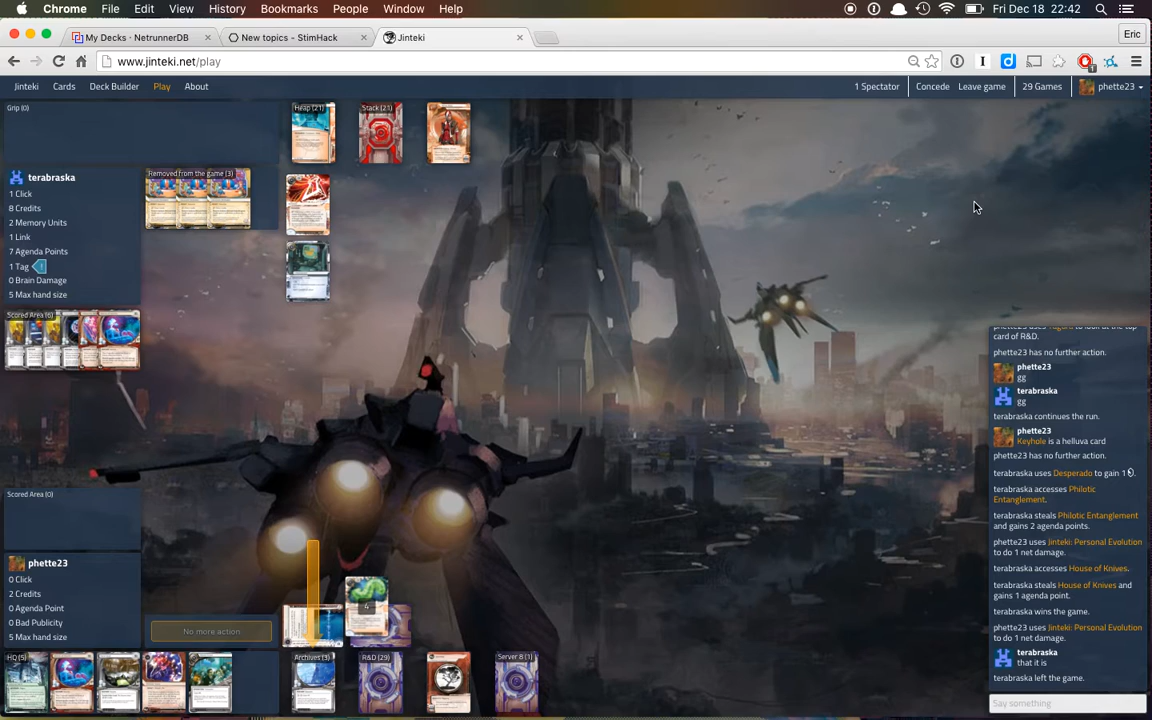 Chrome File Edit View History Bookmarks People Window Help Fri Dec 18 22:42
My Decks · NetrunnerDB
New topics - StimHack
Jinteki
Eric
www.jinteki.net/play
Jinteki Cards Deck Builder Play About
1 Spectator Concede Leave game 29 Games phette23
Grip (0)
Heap (21)
Stack (21)
terabraska
1 Click
8 Credits
2 Memory Units
1 Link
7 Agenda Points
1 Tag
0 Brain Damage
5 Max hand size
Removed from the game (3)
Scored Area (6)
Scored Area (0)
phette23
0 Click
2 Credits
0 Agenda Point
0 Bad Publicity
5 Max hand size
No more action
4
HQ (5)
Archives (3)
R&D (29)
Server 8 (1)
card of R&D.
phette23 has no further action.
phette23
gg
terabraska
gg
terabraska continues the run.
phette23
Keyhole is a helluva card
phette23 has no further action.
terabraska uses Desperado to gain 1
terabraska accesses Philotic
Entanglement.
terabraska steals Philotic Entanglement
and gains 2 agenda points.
phette23 uses Jinteki: Personal Evolution
to do 1 net damage.
terabraska accesses House of Knives.
terabraska steals House of Knives and
gains 1 agenda point.
terabraska wins the game.
phette23 uses Jinteki: Personal Evolution
to do 1 net damage.
terabraska
that it is
terabraska left the game.
Say something